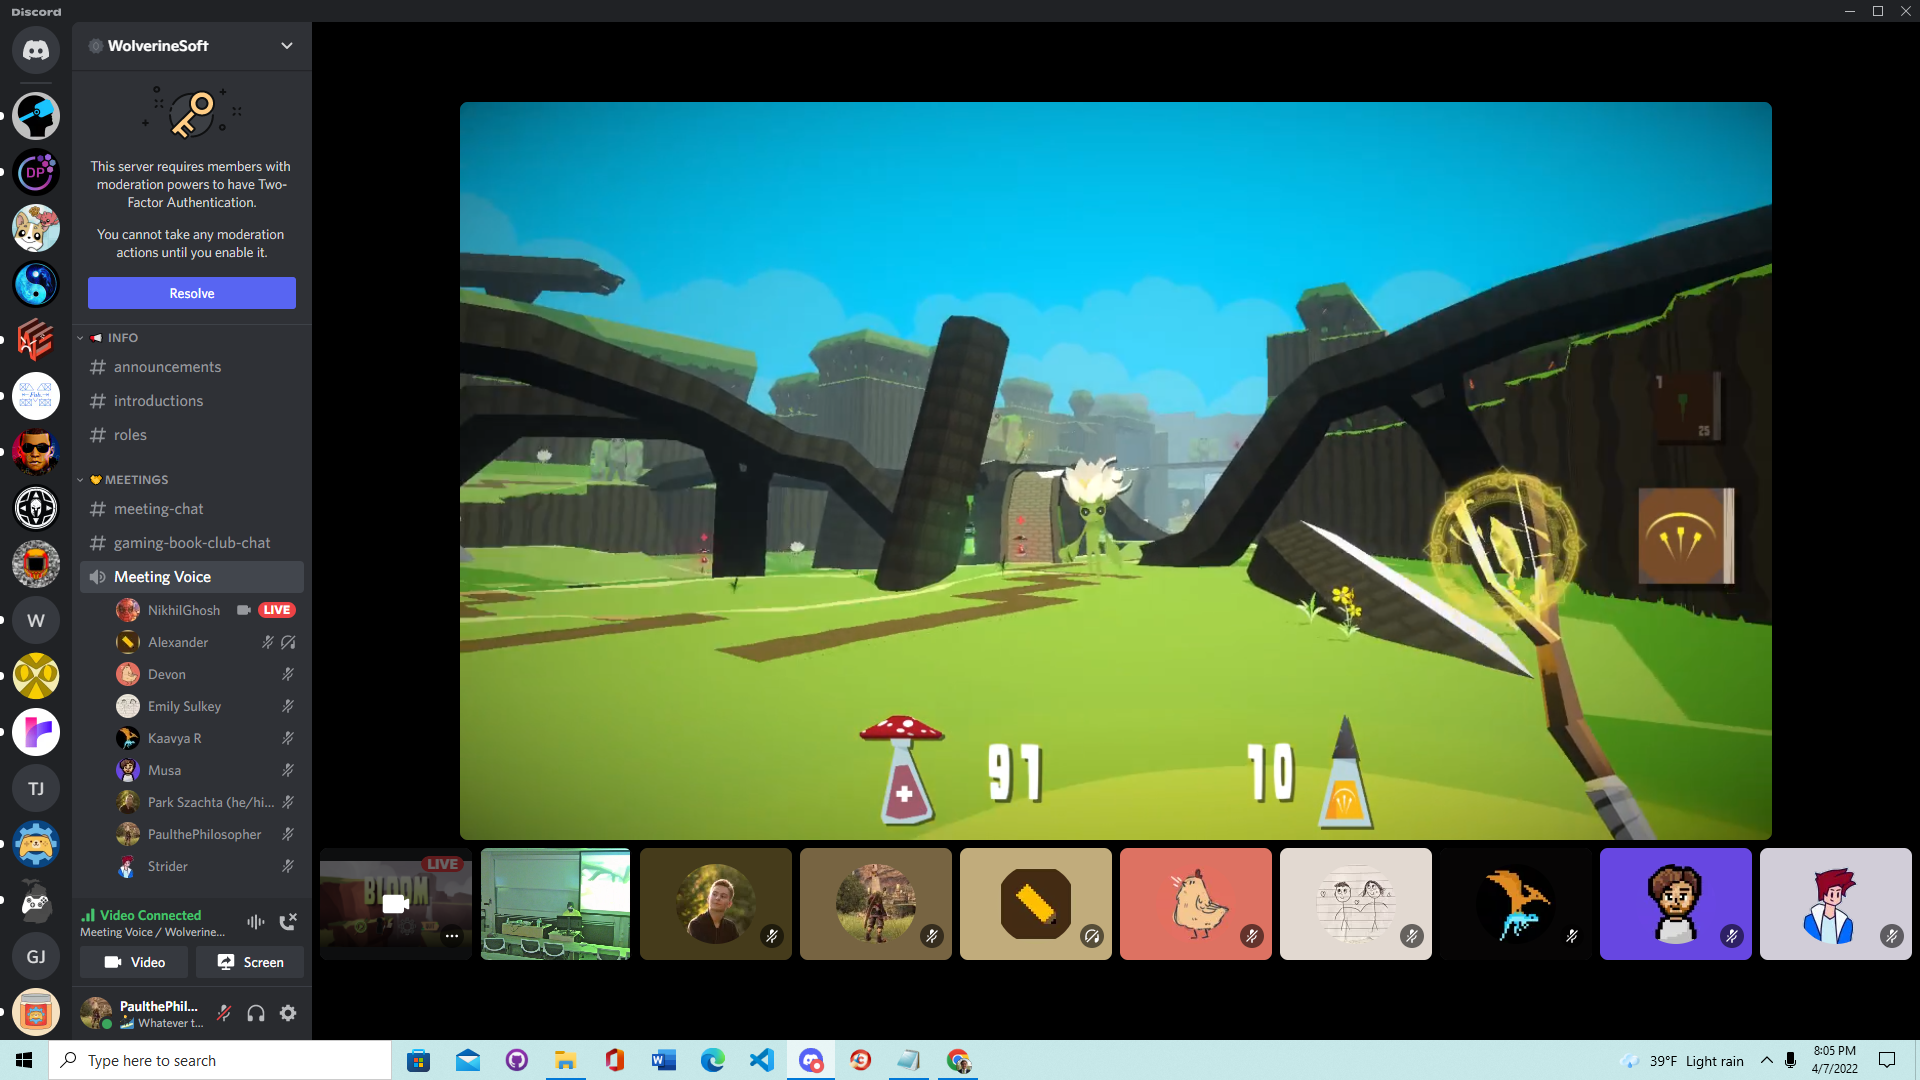 Discord
WolverineSoft
This server requires members with
moderation powers to have Two-
Factor Authentication.
You cannot take any moderation
actions until you enable it.
Resolve
INFO
announcements
introductions
roles
MEETINGS
meeting-chat
gaming-book-club-chat
Meeting Voice
NikhilGhosh LIVE
Alexander
Devon
Emily Sulkey
Kaavya R
Musa
Park Szachta (he/hi...
PaulthePhilosopher
Strider
Video Connected
Meeting Voice / Wolverine...
Video Screen
PaulthePhil...
Whatever t...
DP
W
TJ
GJ
1
25
91 10
LIVE
BLOOM
Type here to search
39°F Light rain
8:05 PM
4/7/2022